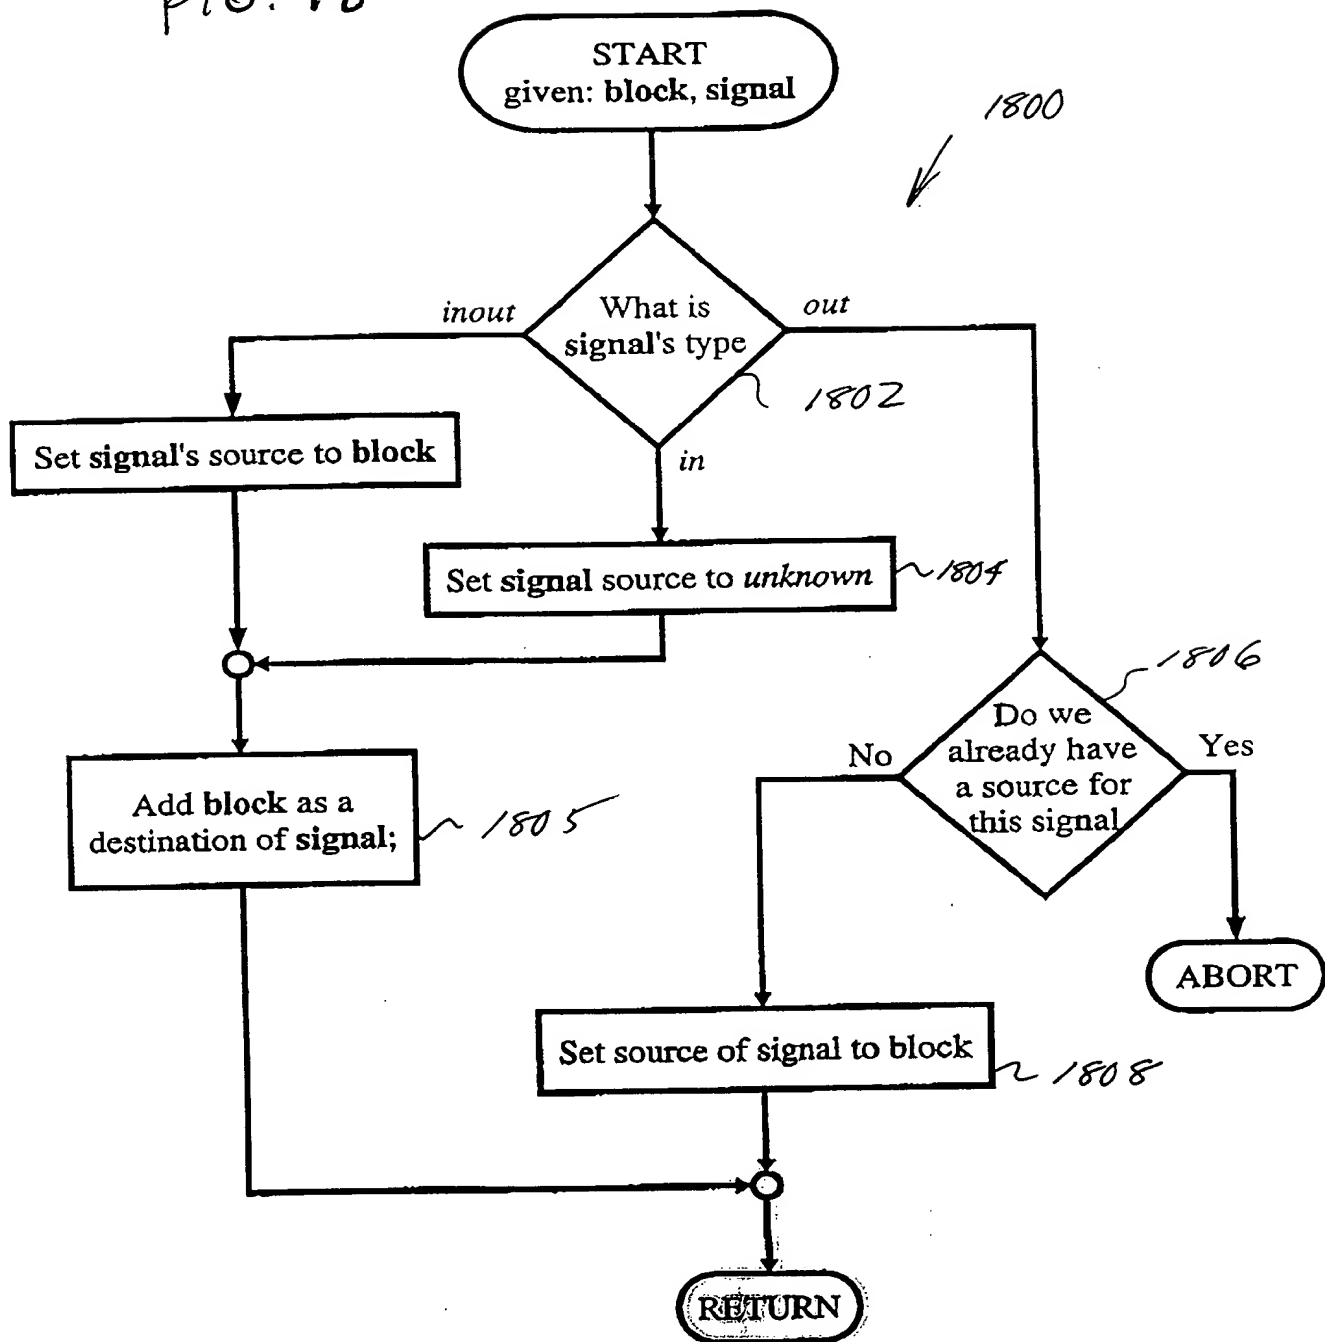 FIG. 18
START
given: block, signal
1800
What is
signal's type
inout
out
in
1802
Set signal's source to block
Set signal source to unknown
1804
1806
Do we
already have
a source for
this signal
No
Yes
Add block as a
destination of signal;
1805
ABORT
Set source of signal to block
1808
RETURN